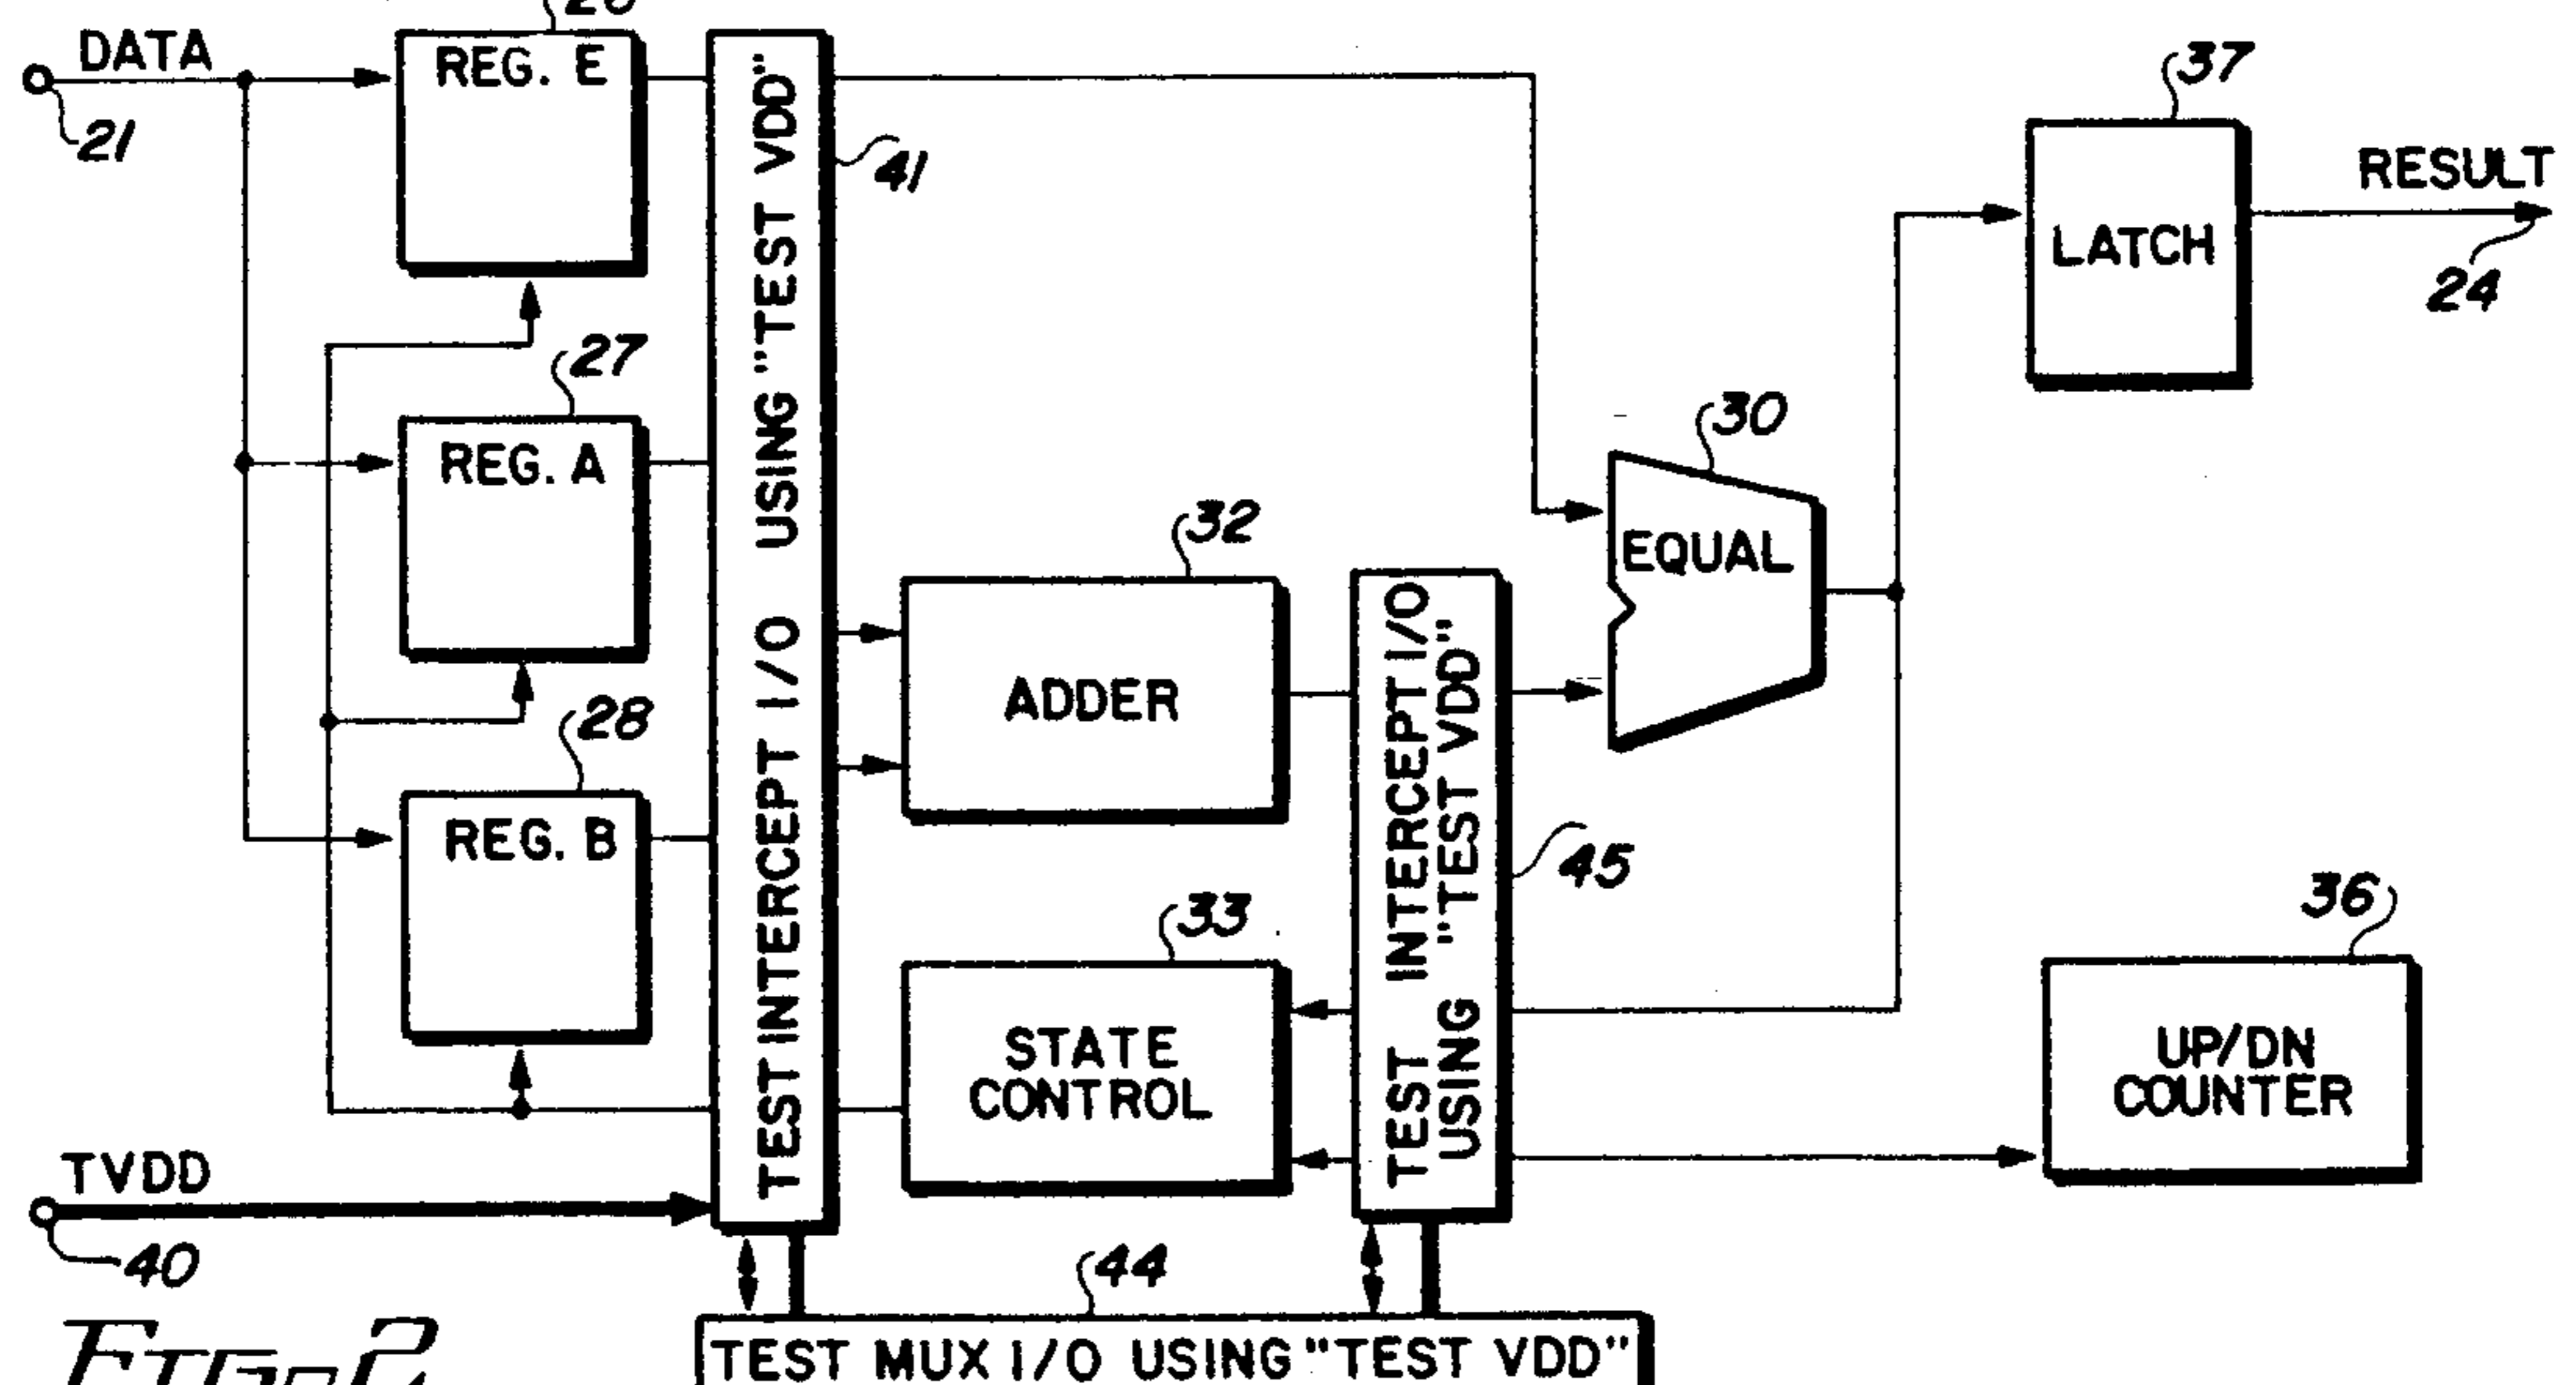 DATA
21
REG. E
TEST INTERCEPT I/O USING "TEST VDD"
41
37
LATCH
RESULT
24
27
REG. A
30
EQUAL
32
ADDER
TEST INTERCEPT I/O
USING "TEST VDD"
45
28
REG. B
33
STATE
CONTROL
36
UP/DN
COUNTER
TVDD
40
44
TEST MUX I/O USING "TEST VDD"
FIG-2